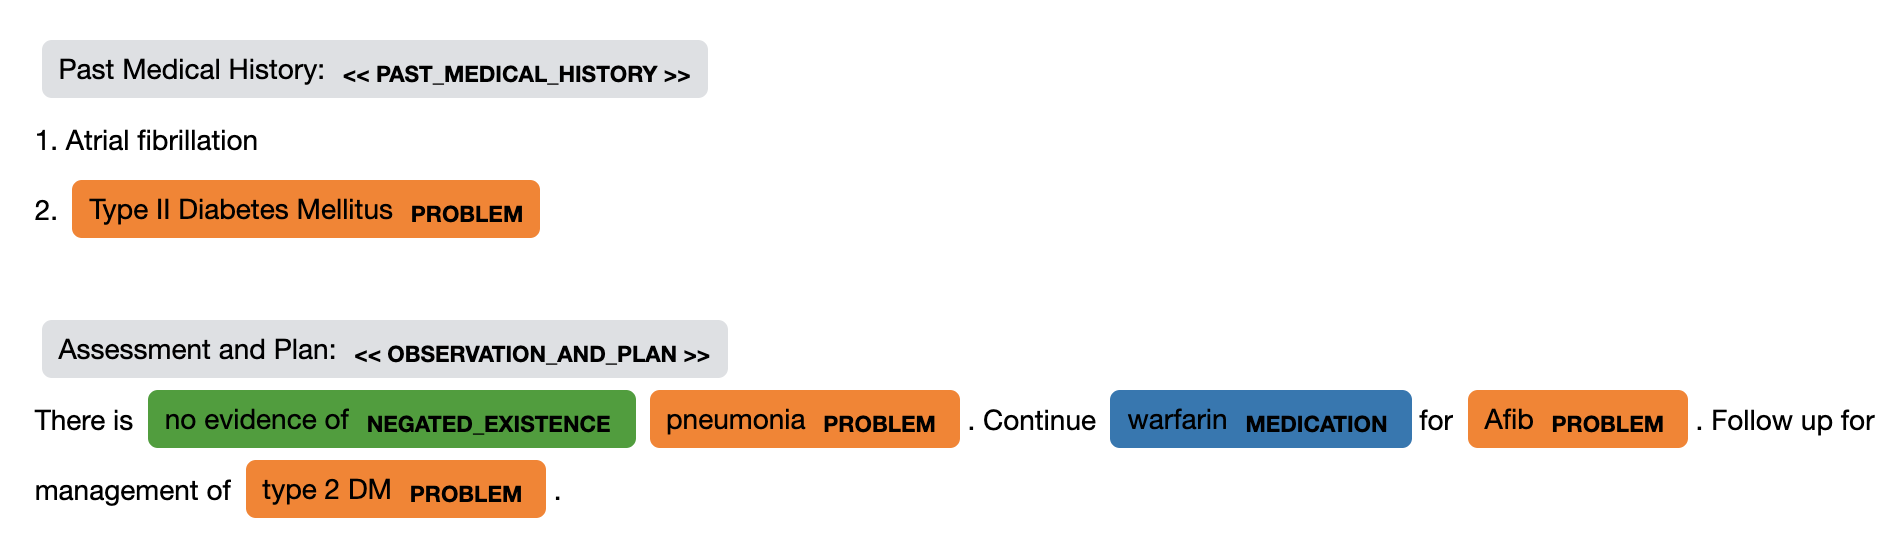 Past Medical History: << PAST_MEDICAL_HISTORY >>
1. Atrial fibrillation
2. Type II Diabetes Mellitus PROBLEM
Assessment and Plan: << OBSERVATION_AND_PLAN >>
There is no evidence of NEGATED_EXISTENCE pneumonia PROBLEM . Continue warfarin MEDICATION for Afib PROBLEM . Follow up for
management of type 2 DM PROBLEM .